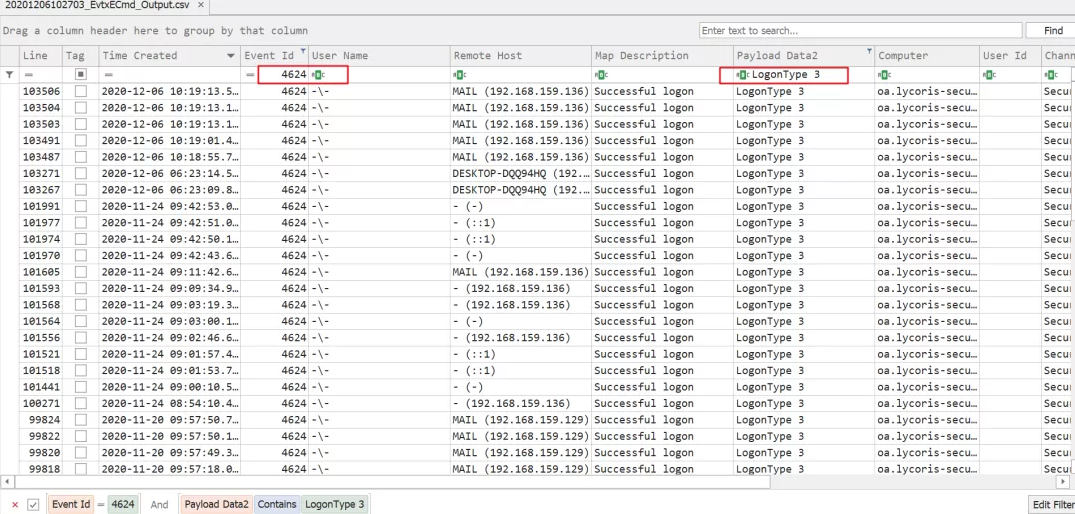 20201206102703_EvtxECmd_Output.csv ×
Drag a column header here to group by that column Enter text to search... Find
Line Tag Time Created Event Id User Name Remote Host Map Description Payload Data2 Computer User Id Chann
= = = 4624 LogonType 3
103506 2020-12-06 10:19:13.5… 4624 -\- MAIL (192.168.159.136) Successful logon LogonType 3 oa.lycoris-secu… Secur
103504 2020-12-06 10:19:13.1… 4624 -\- MAIL (192.168.159.136) Successful logon LogonType 3 oa.lycoris-secu… Secur
103503 2020-12-06 10:19:13.1… 4624 -\- MAIL (192.168.159.136) Successful logon LogonType 3 oa.lycoris-secu… Secur
103491 2020-12-06 10:19:01.4… 4624 -\- MAIL (192.168.159.136) Successful logon LogonType 3 oa.lycoris-secu… Secur
103487 2020-12-06 10:18:55.7… 4624 -\- MAIL (192.168.159.136) Successful logon LogonType 3 oa.lycoris-secu… Secur
103271 2020-12-06 06:23:14.5… 4624 -\- DESKTOP-DQQ94HQ (192.… Successful logon LogonType 3 oa.lycoris-secu… Secur
103267 2020-12-06 06:23:09.8… 4624 -\- DESKTOP-DQQ94HQ (192.… Successful logon LogonType 3 oa.lycoris-secu… Secur
101991 2020-11-24 09:42:53.0… 4624 -\- - (-) Successful logon LogonType 3 oa.lycoris-secu… Secur
101977 2020-11-24 09:42:51.0… 4624 -\- - (::1) Successful logon LogonType 3 oa.lycoris-secu… Secur
101974 2020-11-24 09:42:50.1… 4624 -\- - (::1) Successful logon LogonType 3 oa.lycoris-secu… Secur
101970 2020-11-24 09:42:43.6… 4624 -\- - (-) Successful logon LogonType 3 oa.lycoris-secu… Secur
101605 2020-11-24 09:11:42.6… 4624 -\- MAIL (192.168.159.136) Successful logon LogonType 3 oa.lycoris-secu… Secur
101593 2020-11-24 09:09:34.9… 4624 -\- - (192.168.159.136) Successful logon LogonType 3 oa.lycoris-secu… Secur
101568 2020-11-24 09:03:19.3… 4624 -\- - (192.168.159.136) Successful logon LogonType 3 oa.lycoris-secu… Secur
101564 2020-11-24 09:03:00.1… 4624 -\- - (-) Successful logon LogonType 3 oa.lycoris-secu… Secur
101556 2020-11-24 09:02:46.6… 4624 -\- - (192.168.159.136) Successful logon LogonType 3 oa.lycoris-secu… Secur
101521 2020-11-24 09:01:57.4… 4624 -\- - (::1) Successful logon LogonType 3 oa.lycoris-secu… Secur
101518 2020-11-24 09:01:53.7… 4624 -\- - (::1) Successful logon LogonType 3 oa.lycoris-secu… Secur
101441 2020-11-24 09:00:10.5… 4624 -\- - (-) Successful logon LogonType 3 oa.lycoris-secu… Secur
100271 2020-11-24 08:54:10.4… 4624 -\- - (192.168.159.136) Successful logon LogonType 3 oa.lycoris-secu… Secur
99824 2020-11-20 09:57:50.7… 4624 -\- MAIL (192.168.159.129) Successful logon LogonType 3 oa.lycoris-secu… Secur
99822 2020-11-20 09:57:50.1… 4624 -\- MAIL (192.168.159.129) Successful logon LogonType 3 oa.lycoris-secu… Secur
99820 2020-11-20 09:57:49.3… 4624 -\- MAIL (192.168.159.129) Successful logon LogonType 3 oa.lycoris-secu… Secur
99818 2020-11-20 09:57:18.0… 4624 -\- MAIL (192.168.159.129) Successful logon LogonType 3 oa.lycoris-secu… Secur
× Event Id = 4624 And Payload Data2 Contains LogonType 3 Edit Filter